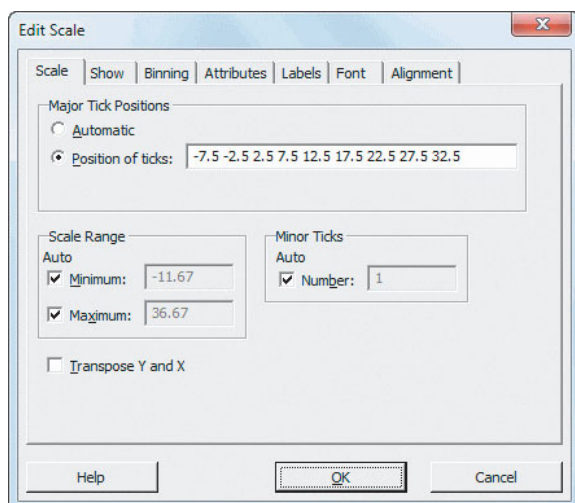 Edit Scale
Scale Show Binning Attributes Labels Font Alignment
Major Tick Positions
Automatic
Position of ticks: -7.5 -2.5 2.5 7.5 12.5 17.5 22.5 27.5 32.5
Scale Range
Auto
Minimum: -11.67
Maximum: 36.67
Minor Ticks
Auto
Number: 1
Transpose Y and X
Help OK Cancel